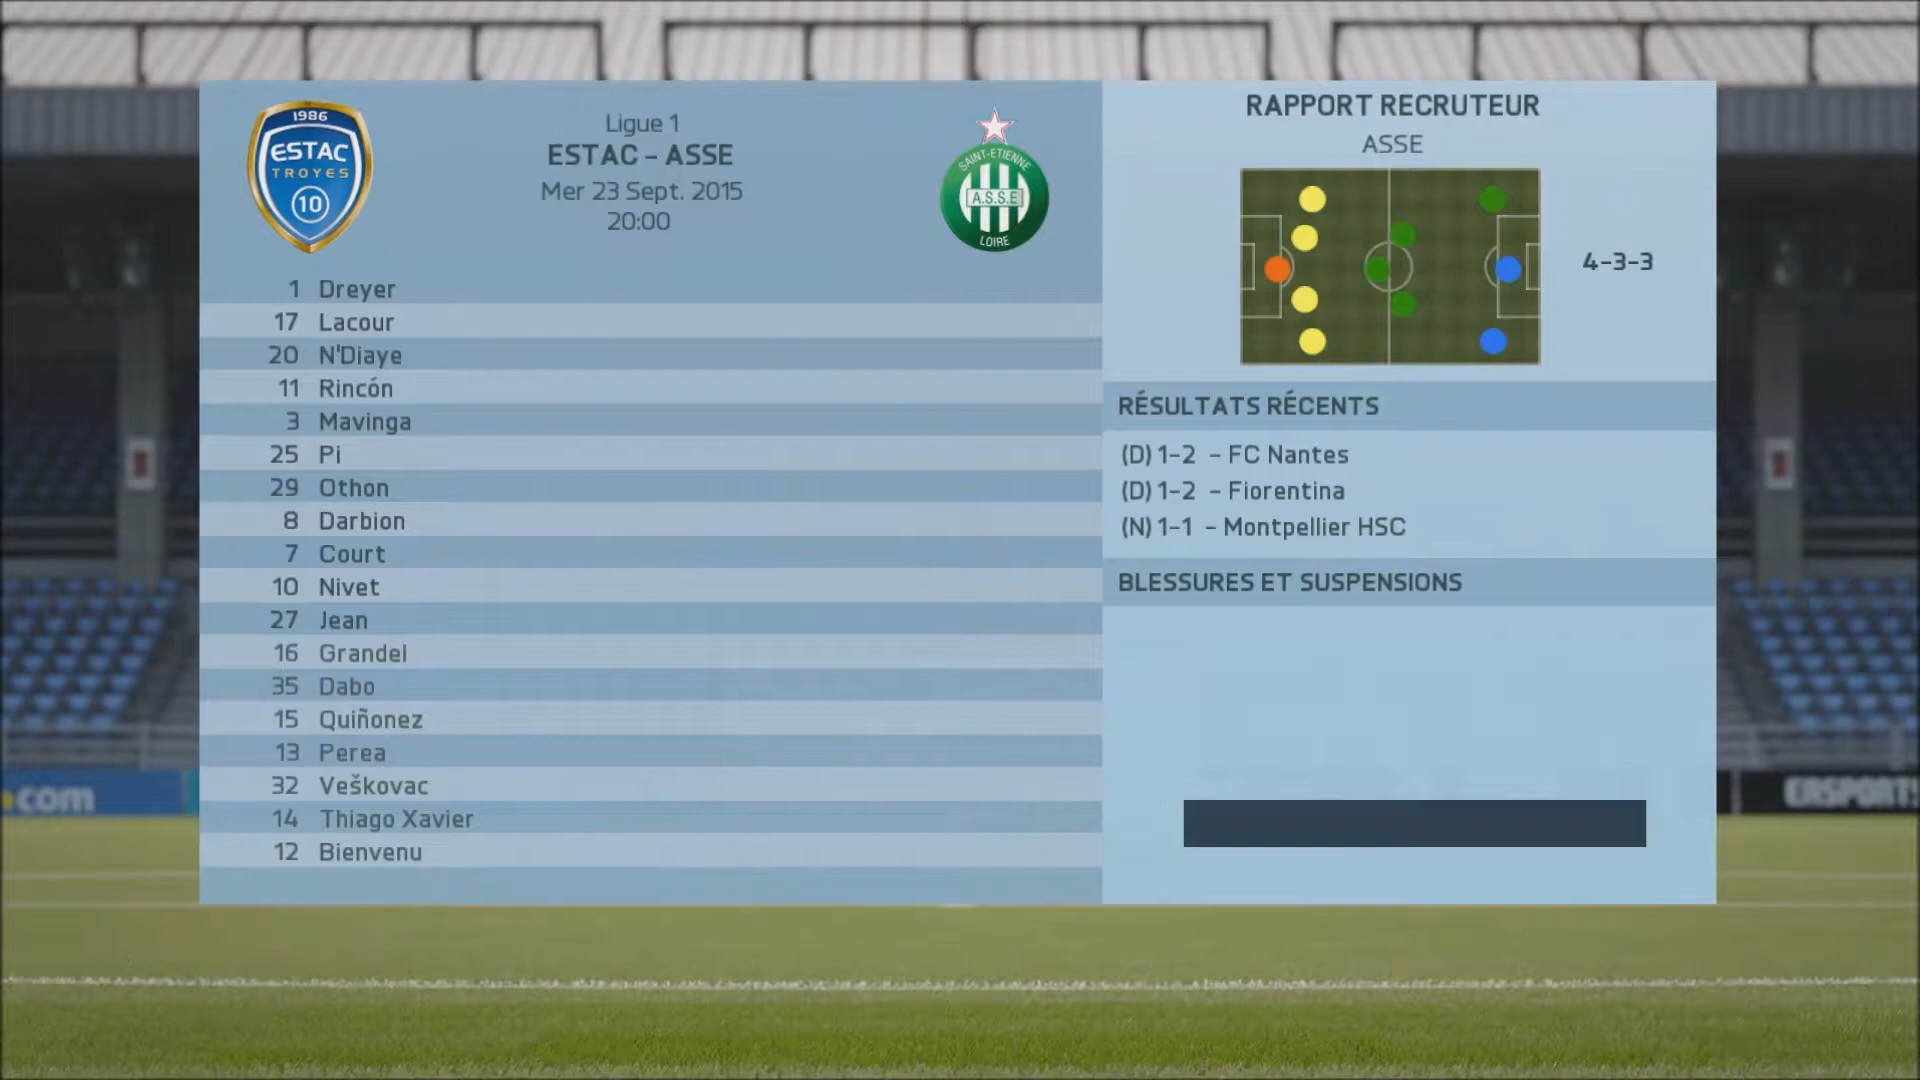 1986
ESTAC
TROYES
10
Ligue 1
ESTAC - ASSE
Mer 23 Sept. 2015
20:00
SAINT-ETIENNE
A.S.S.E
LOIRE
1 Dreyer
17 Lacour
20 N'Diaye
11 Rincón
3 Mavinga
25 Pi
29 Othon
8 Darbion
7 Court
10 Nivet
27 Jean
16 Grandel
35 Dabo
15 Quiñonez
13 Perea
32 Veškovac
14 Thiago Xavier
12 Bienvenu
RAPPORT RECRUTEUR
ASSE
4-3-3
RÉSULTATS RÉCENTS
(D) 1-2 - FC Nantes
(D) 1-2 - Fiorentina
(N) 1-1 - Montpellier HSC
BLESSURES ET SUSPENSIONS
.com
EASPORTS